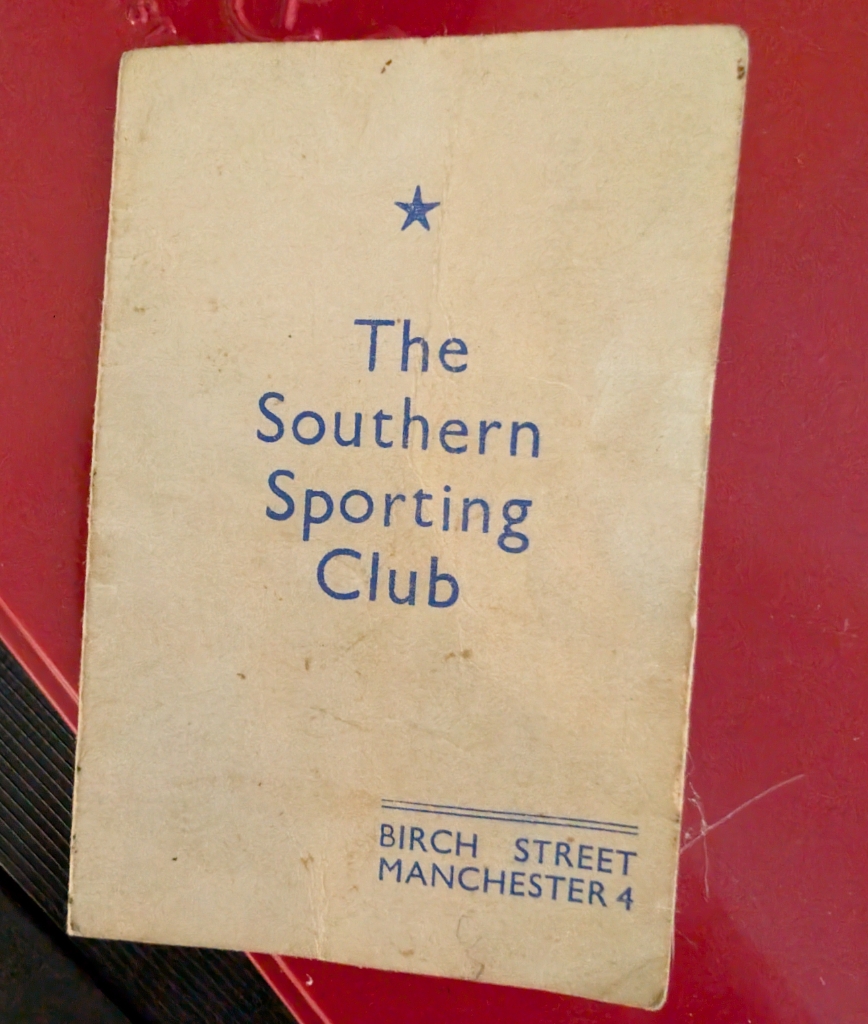 The
Southern
Sporting
Club
BIRCH STREET
MANCHESTER 4